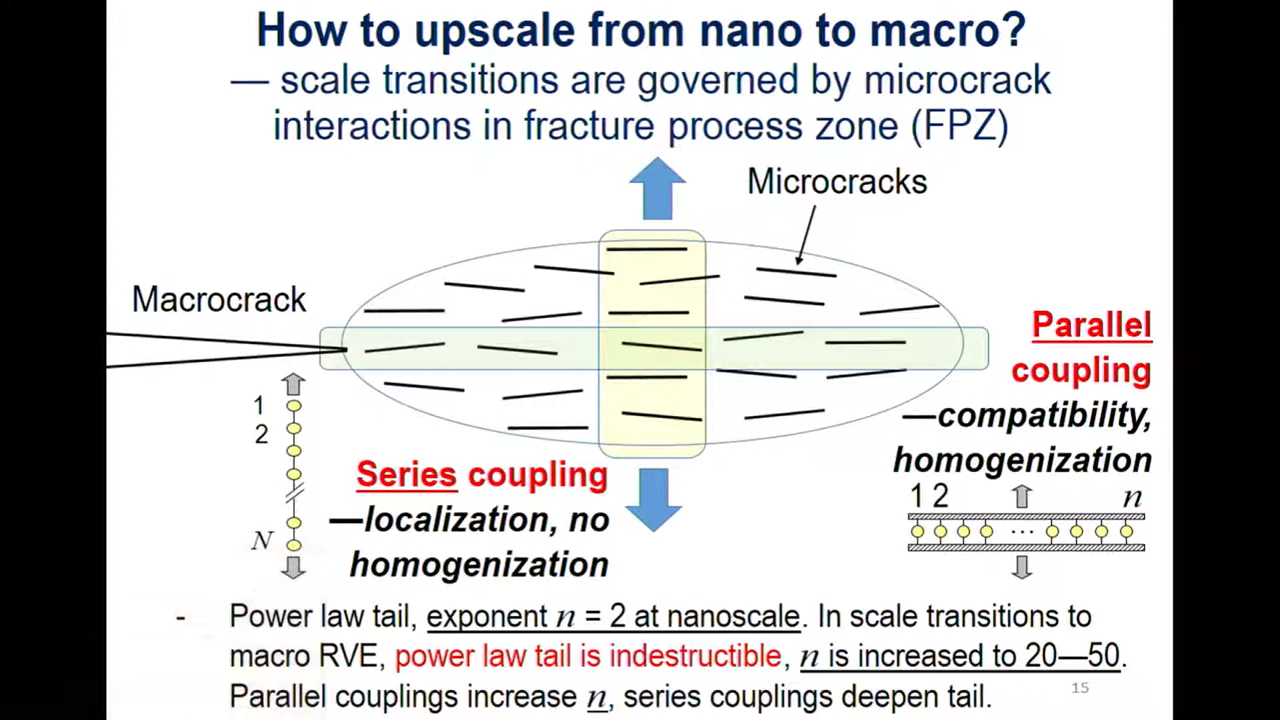 How to upscale from nano to macro?
— scale transitions are governed by microcrack
interactions in fracture process zone (FPZ)
Microcracks
Macrocrack
Parallel
coupling
—compatibility,
homogenization
1 2 n
...
1
2
N
Series coupling
—localization, no
homogenization
- Power law tail, exponent n = 2 at nanoscale. In scale transitions to
macro RVE, power law tail is indestructible, n is increased to 20—50.
Parallel couplings increase n, series couplings deepen tail.
15